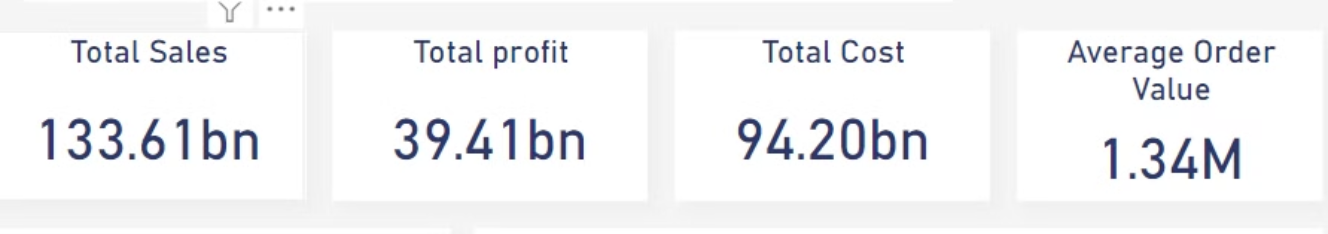 Total Sales
133.61bn
Total profit
39.41bn
Total Cost
94.20bn
Average Order
Value
1.34M